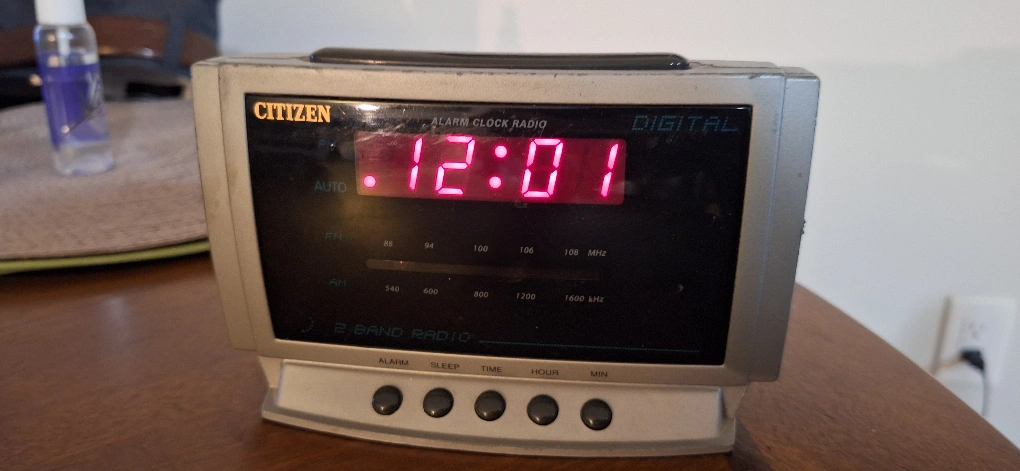 CITIZEN
ALARM CLOCK RADIO
DIGITAL
12:01
AUTO
FM
88 94 100 106 108 MHz
AM
540 600 800 1200 1600 kHz
2 BAND RADIO
ALARM SLEEP TIME HOUR MIN